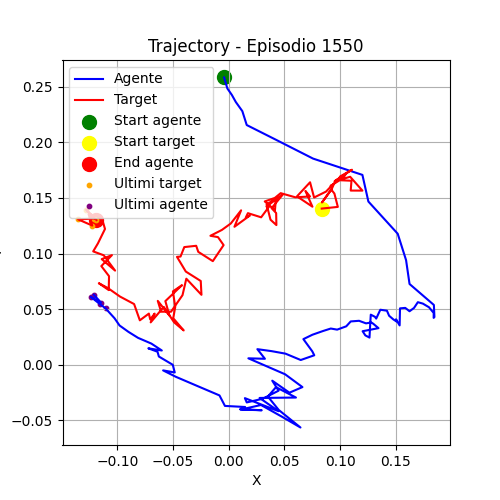 Trajectory - Episodio 1550
Agente
Target
Start agente
Start target
End agente
Ultimi target
Ultimi agente
0.25
0.20
0.15
0.10
0.05
0.00
−0.05
−0.10
−0.05
0.00
0.05
0.10
0.15
X